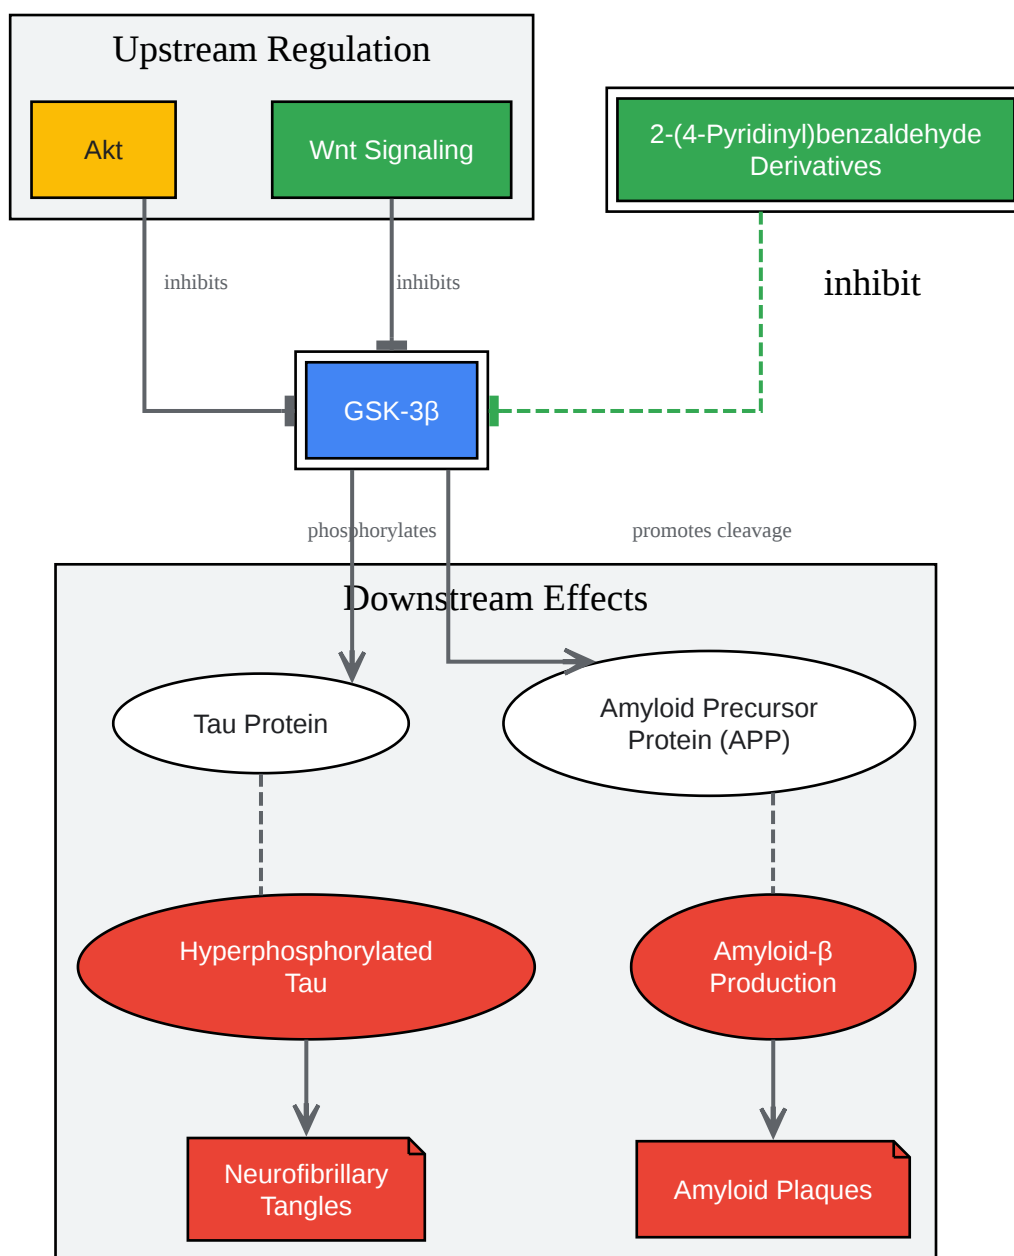 Upstream Regulation
Akt
Wnt Signaling
2-(4-Pyridinyl)benzaldehyde
Derivatives
inhibits
inhibits
inhibit
GSK-3β
phosphorylates
promotes cleavage
Downstream Effects
Tau Protein
Amyloid Precursor
Protein (APP)
Hyperphosphorylated
Tau
Amyloid-β
Production
Neurofibrillary
Tangles
Amyloid Plaques